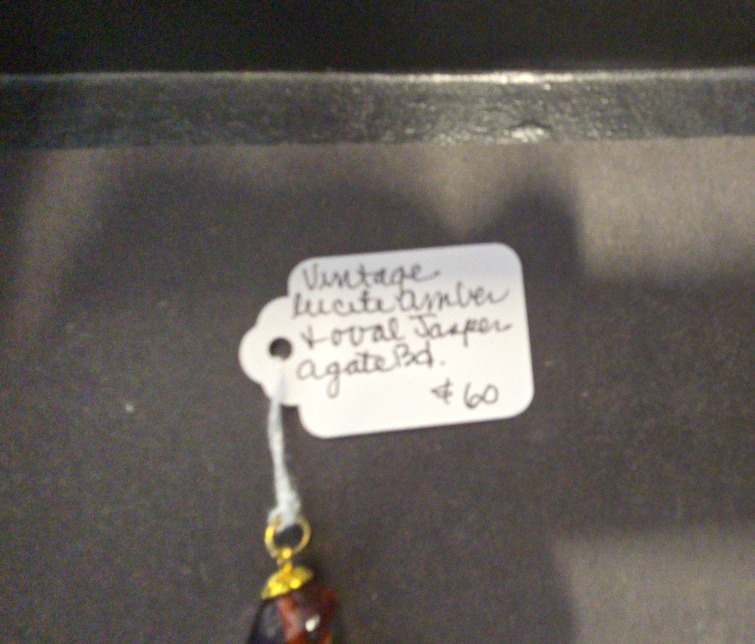 Vintage
lucite amber
+ oval Jasper
agate Bd.
$60